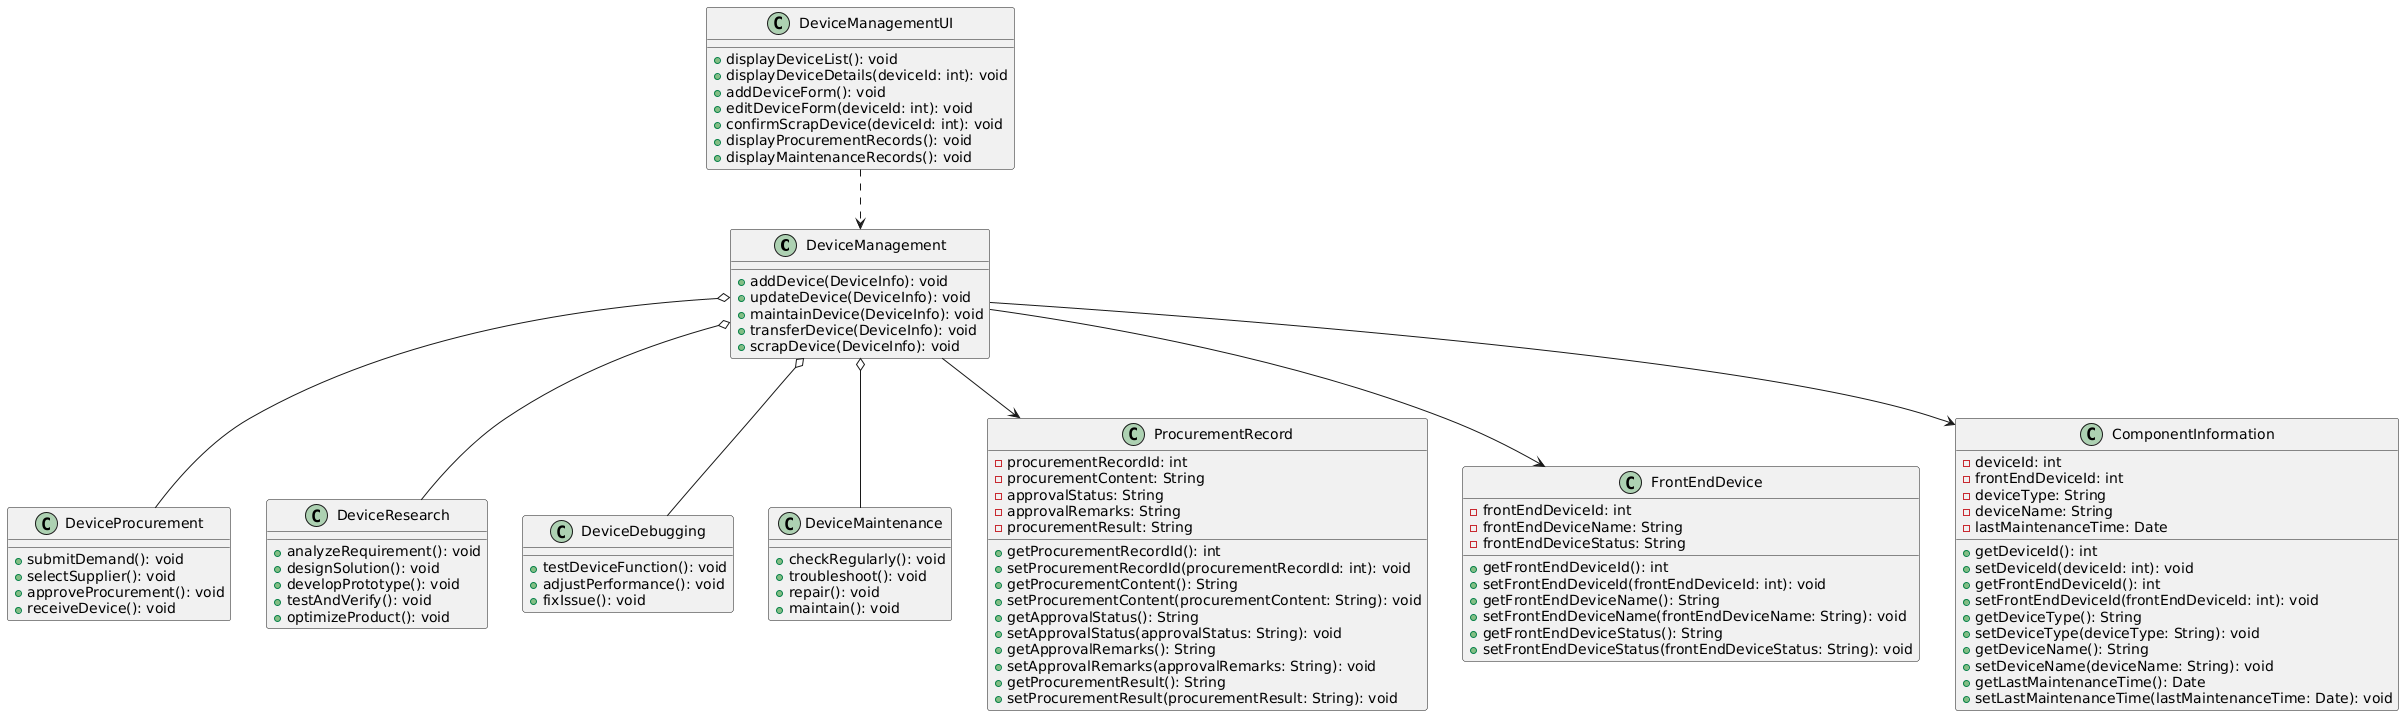 DeviceManagementUI
displayDeviceList(): void
displayDeviceDetails(deviceId: int): void
addDeviceForm(): void
editDeviceForm(deviceId: int): void
confirmScrapDevice(deviceId: int): void
displayProcurementRecords(): void
displayMaintenanceRecords(): void
DeviceManagement
addDevice(DeviceInfo): void
updateDevice(DeviceInfo): void
maintainDevice(DeviceInfo): void
transferDevice(DeviceInfo): void
scrapDevice(DeviceInfo): void
DeviceProcurement
submitDemand(): void
selectSupplier(): void
approveProcurement(): void
receiveDevice(): void
DeviceResearch
analyzeRequirement(): void
designSolution(): void
developPrototype(): void
testAndVerify(): void
optimizeProduct(): void
DeviceDebugging
testDeviceFunction(): void
adjustPerformance(): void
fixIssue(): void
DeviceMaintenance
checkRegularly(): void
troubleshoot(): void
repair(): void
maintain(): void
ProcurementRecord
procurementRecordId: int
procurementContent: String
approvalStatus: String
approvalRemarks: String
procurementResult: String
getProcurementRecordId(): int
setProcurementRecordId(procurementRecordId: int): void
getProcurementContent(): String
setProcurementContent(procurementContent: String): void
getApprovalStatus(): String
setApprovalStatus(approvalStatus: String): void
getApprovalRemarks(): String
setApprovalRemarks(approvalRemarks: String): void
getProcurementResult(): String
setProcurementResult(procurementResult: String): void
FrontEndDevice
frontEndDeviceId: int
frontEndDeviceName: String
frontEndDeviceStatus: String
getFrontEndDeviceId(): int
setFrontEndDeviceId(frontEndDeviceId: int): void
getFrontEndDeviceName(): String
setFrontEndDeviceName(frontEndDeviceName: String): void
getFrontEndDeviceStatus(): String
setFrontEndDeviceStatus(frontEndDeviceStatus: String): void
ComponentInformation
deviceId: int
frontEndDeviceId: int
deviceType: String
deviceName: String
lastMaintenanceTime: Date
getDeviceId(): int
setDeviceId(deviceId: int): void
getFrontEndDeviceId(): int
setFrontEndDeviceId(frontEndDeviceId: int): void
getDeviceType(): String
setDeviceType(deviceType: String): void
getDeviceName(): String
setDeviceName(deviceName: String): void
getLastMaintenanceTime(): Date
setLastMaintenanceTime(lastMaintenanceTime: Date): void